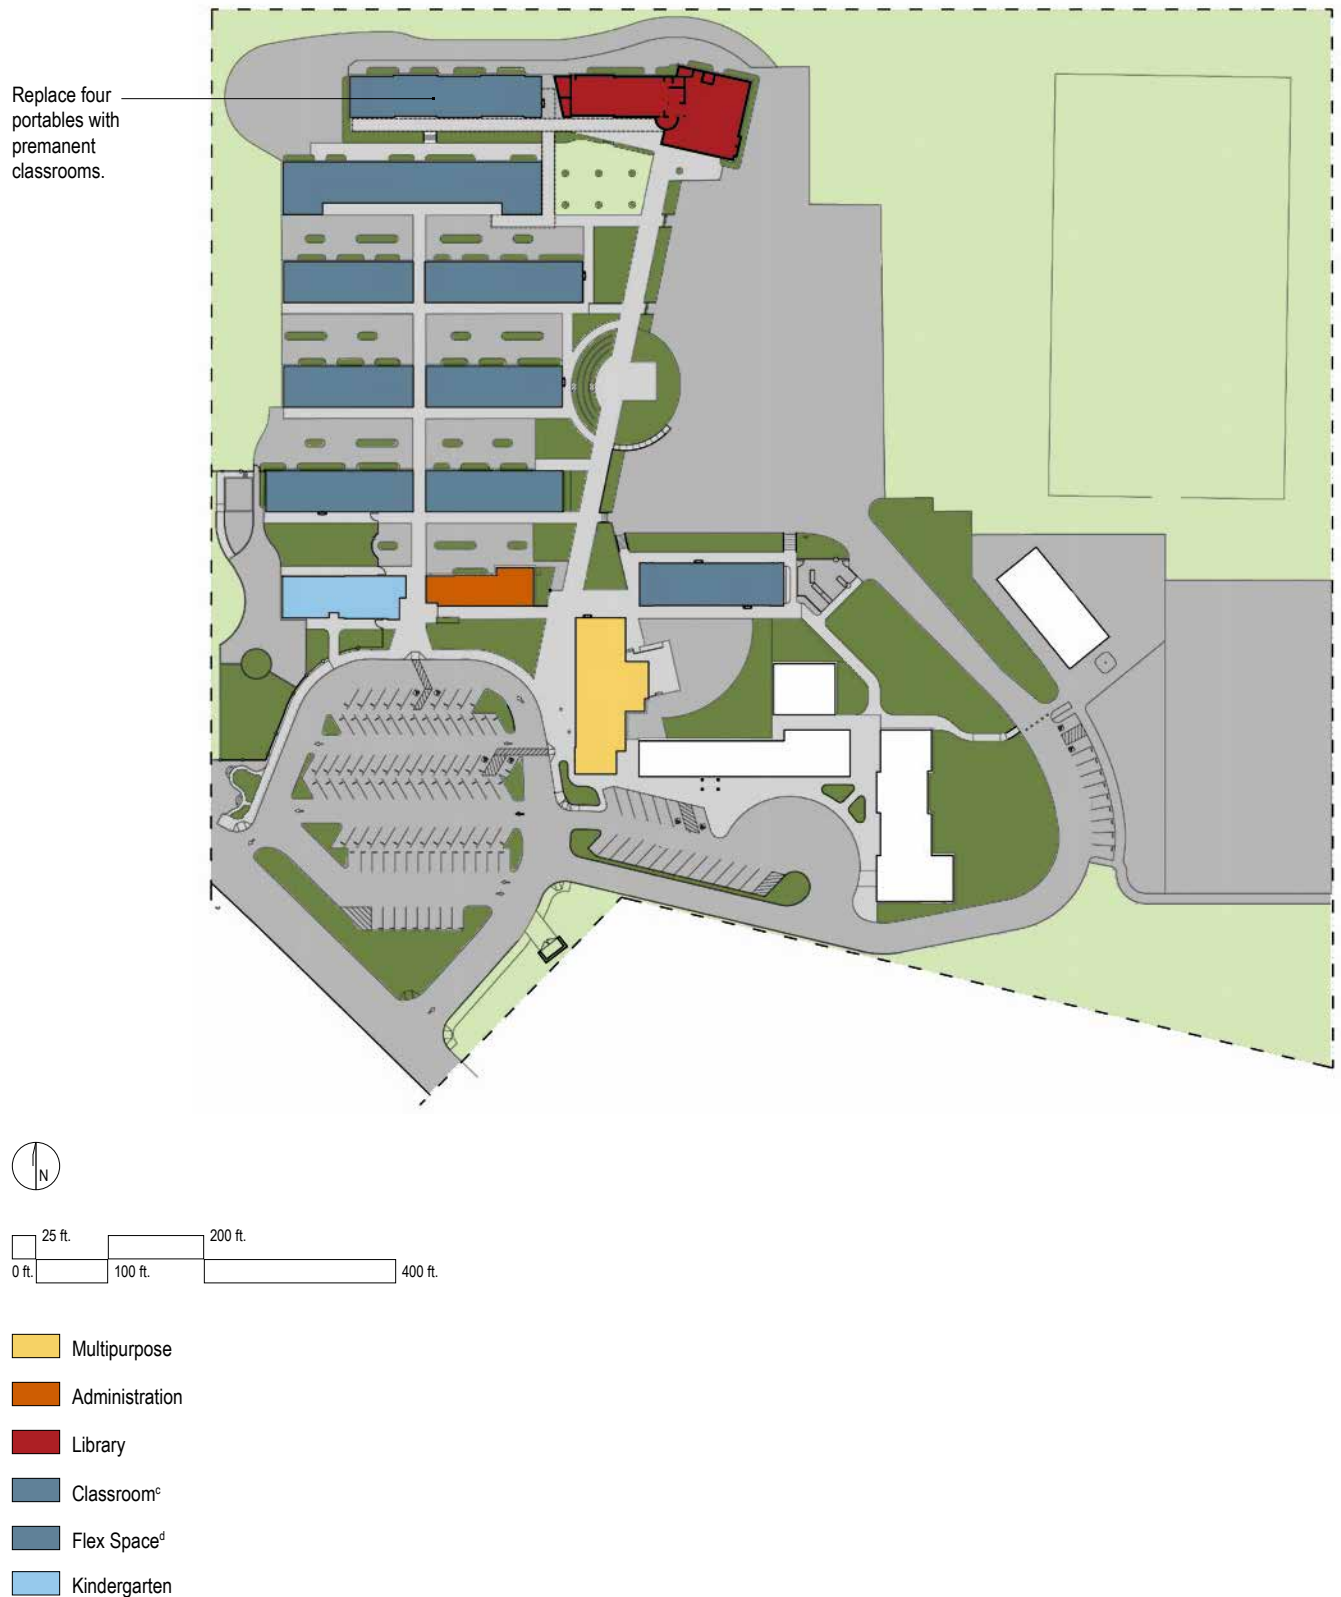 Replace four
portables with
premanent
classrooms.
N
25 ft.
200 ft.
0 ft.
100 ft.
400 ft.
Multipurpose
Administration
Library
Classroomᶜ
Flex Spaceᵈ
Kindergarten